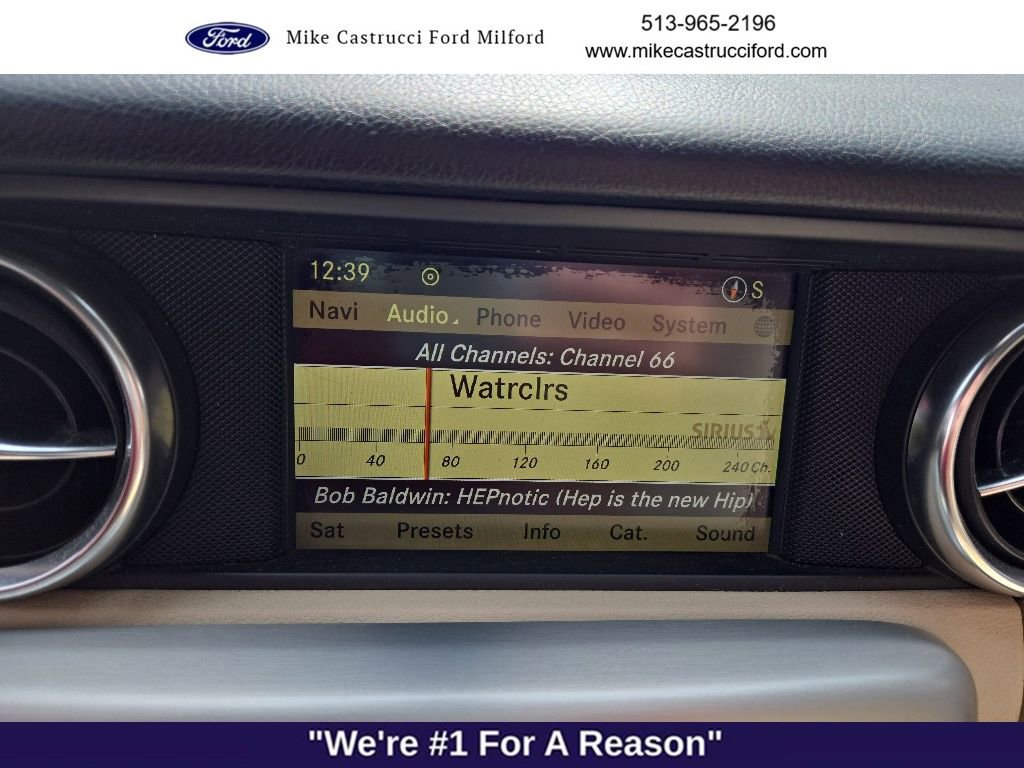 Ford Mike Castrucci Ford Milford
513-965-2196
www.mikecastrucciford.com
12:39 S
Navi Audio Phone Video System
All Channels: Channel 66
Watrclrs
SIRIUS
0 40 80 120 160 200 240 Ch.
Bob Baldwin: HEPnotic (Hep is the new Hip)
Sat Presets Info Cat. Sound
"We're #1 For A Reason"